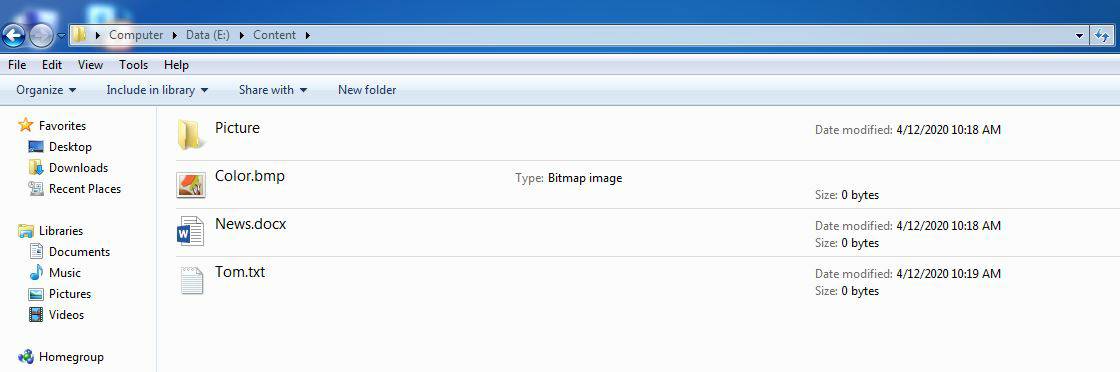 Computer Data (E:) Content
File Edit View Tools Help
Organize Include in library Share with New folder
Favorites
Desktop
Downloads
Recent Places
Libraries
Documents
Music
Pictures
Videos
Homegroup
Picture
Date modified: 4/12/2020 10:18 AM
Color.bmp
Type: Bitmap image
Size: 0 bytes
News.docx
Date modified: 4/12/2020 10:18 AM
Size: 0 bytes
Tom.txt
Date modified: 4/12/2020 10:19 AM
Size: 0 bytes